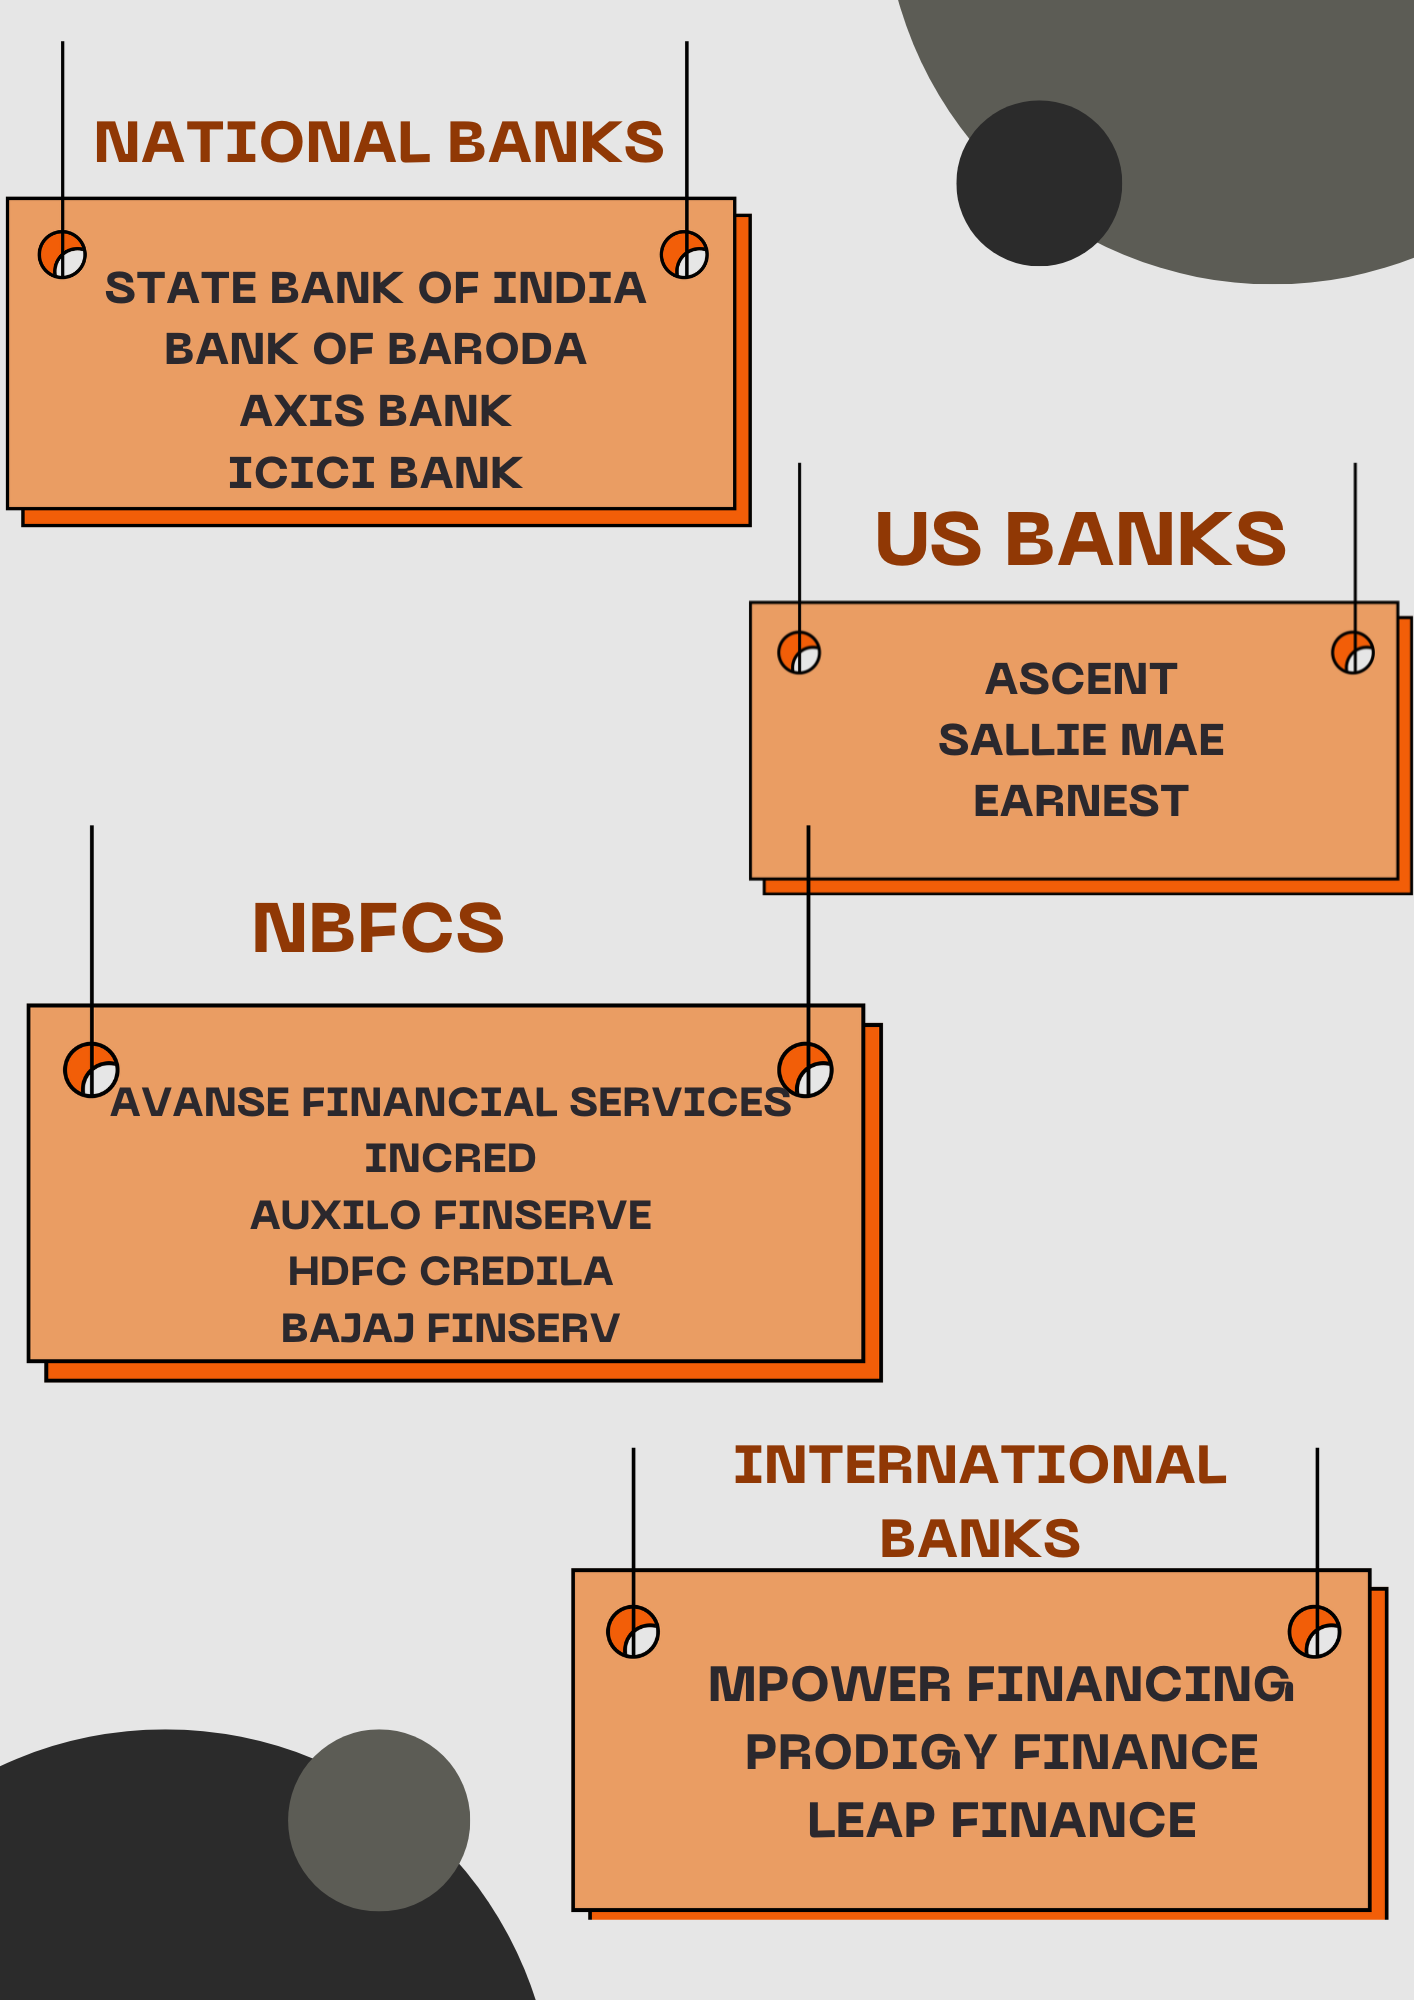 NATIONAL BANKS
STATE BANK OF INDIA
BANK OF BARODA
AXIS BANK
ICICI BANK
US BANKS
ASCENT
SALLIE MAE
EARNEST
NBFCS
AVANSE FINANCIAL SERVICES
INCRED
AUXILO FINSERVE
HDFC CREDILA
BAJAJ FINSERV
INTERNATIONAL
BANKS
MPOWER FINANCING
PRODIGY FINANCE
LEAP FINANCE